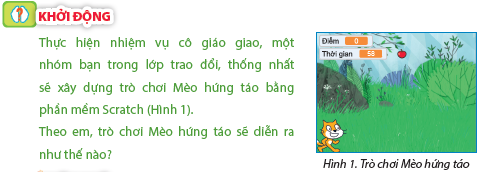 KHỞI ĐỘNG
Thực hiện nhiệm vụ cô giáo giao, một
nhóm bạn trong lớp trao đổi, thống nhất
sẽ xây dựng trò chơi Mèo hứng táo bằng
phần mềm Scratch (Hình 1).
Theo em, trò chơi Mèo hứng táo sẽ diễn ra
như thế nào?
Điểm 0
Thời gian 58
Hình 1. Trò chơi Mèo hứng táo